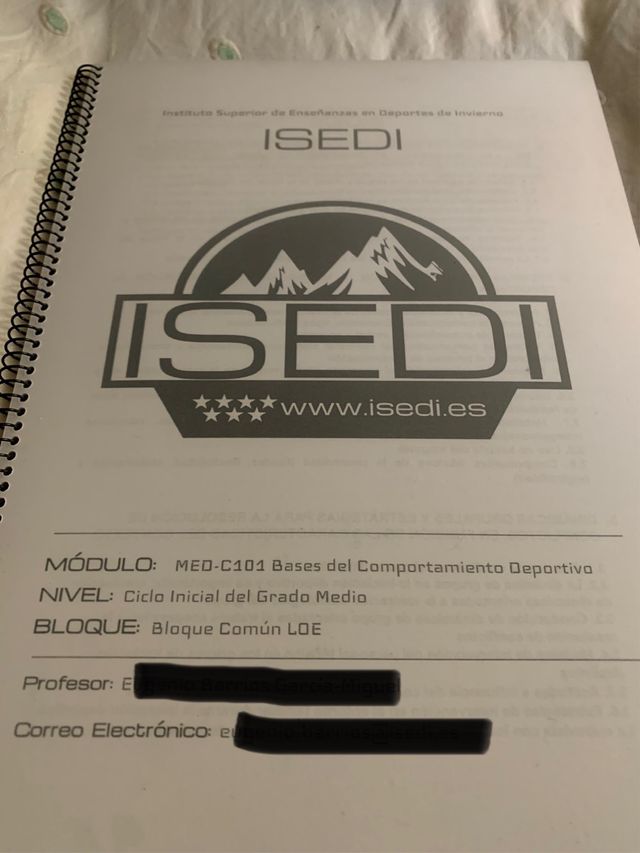 Instituto Superior de Enseñanzas en Deportes de Invierno
ISEDI
ISEDI
www.isedi.es
MÓDULO: MED-C101 Bases del Comportamiento Deportivo
NIVEL: Ciclo Inicial del Grado Medio
BLOQUE: Bloque Común LOE
Profesor:
Correo Electrónico: